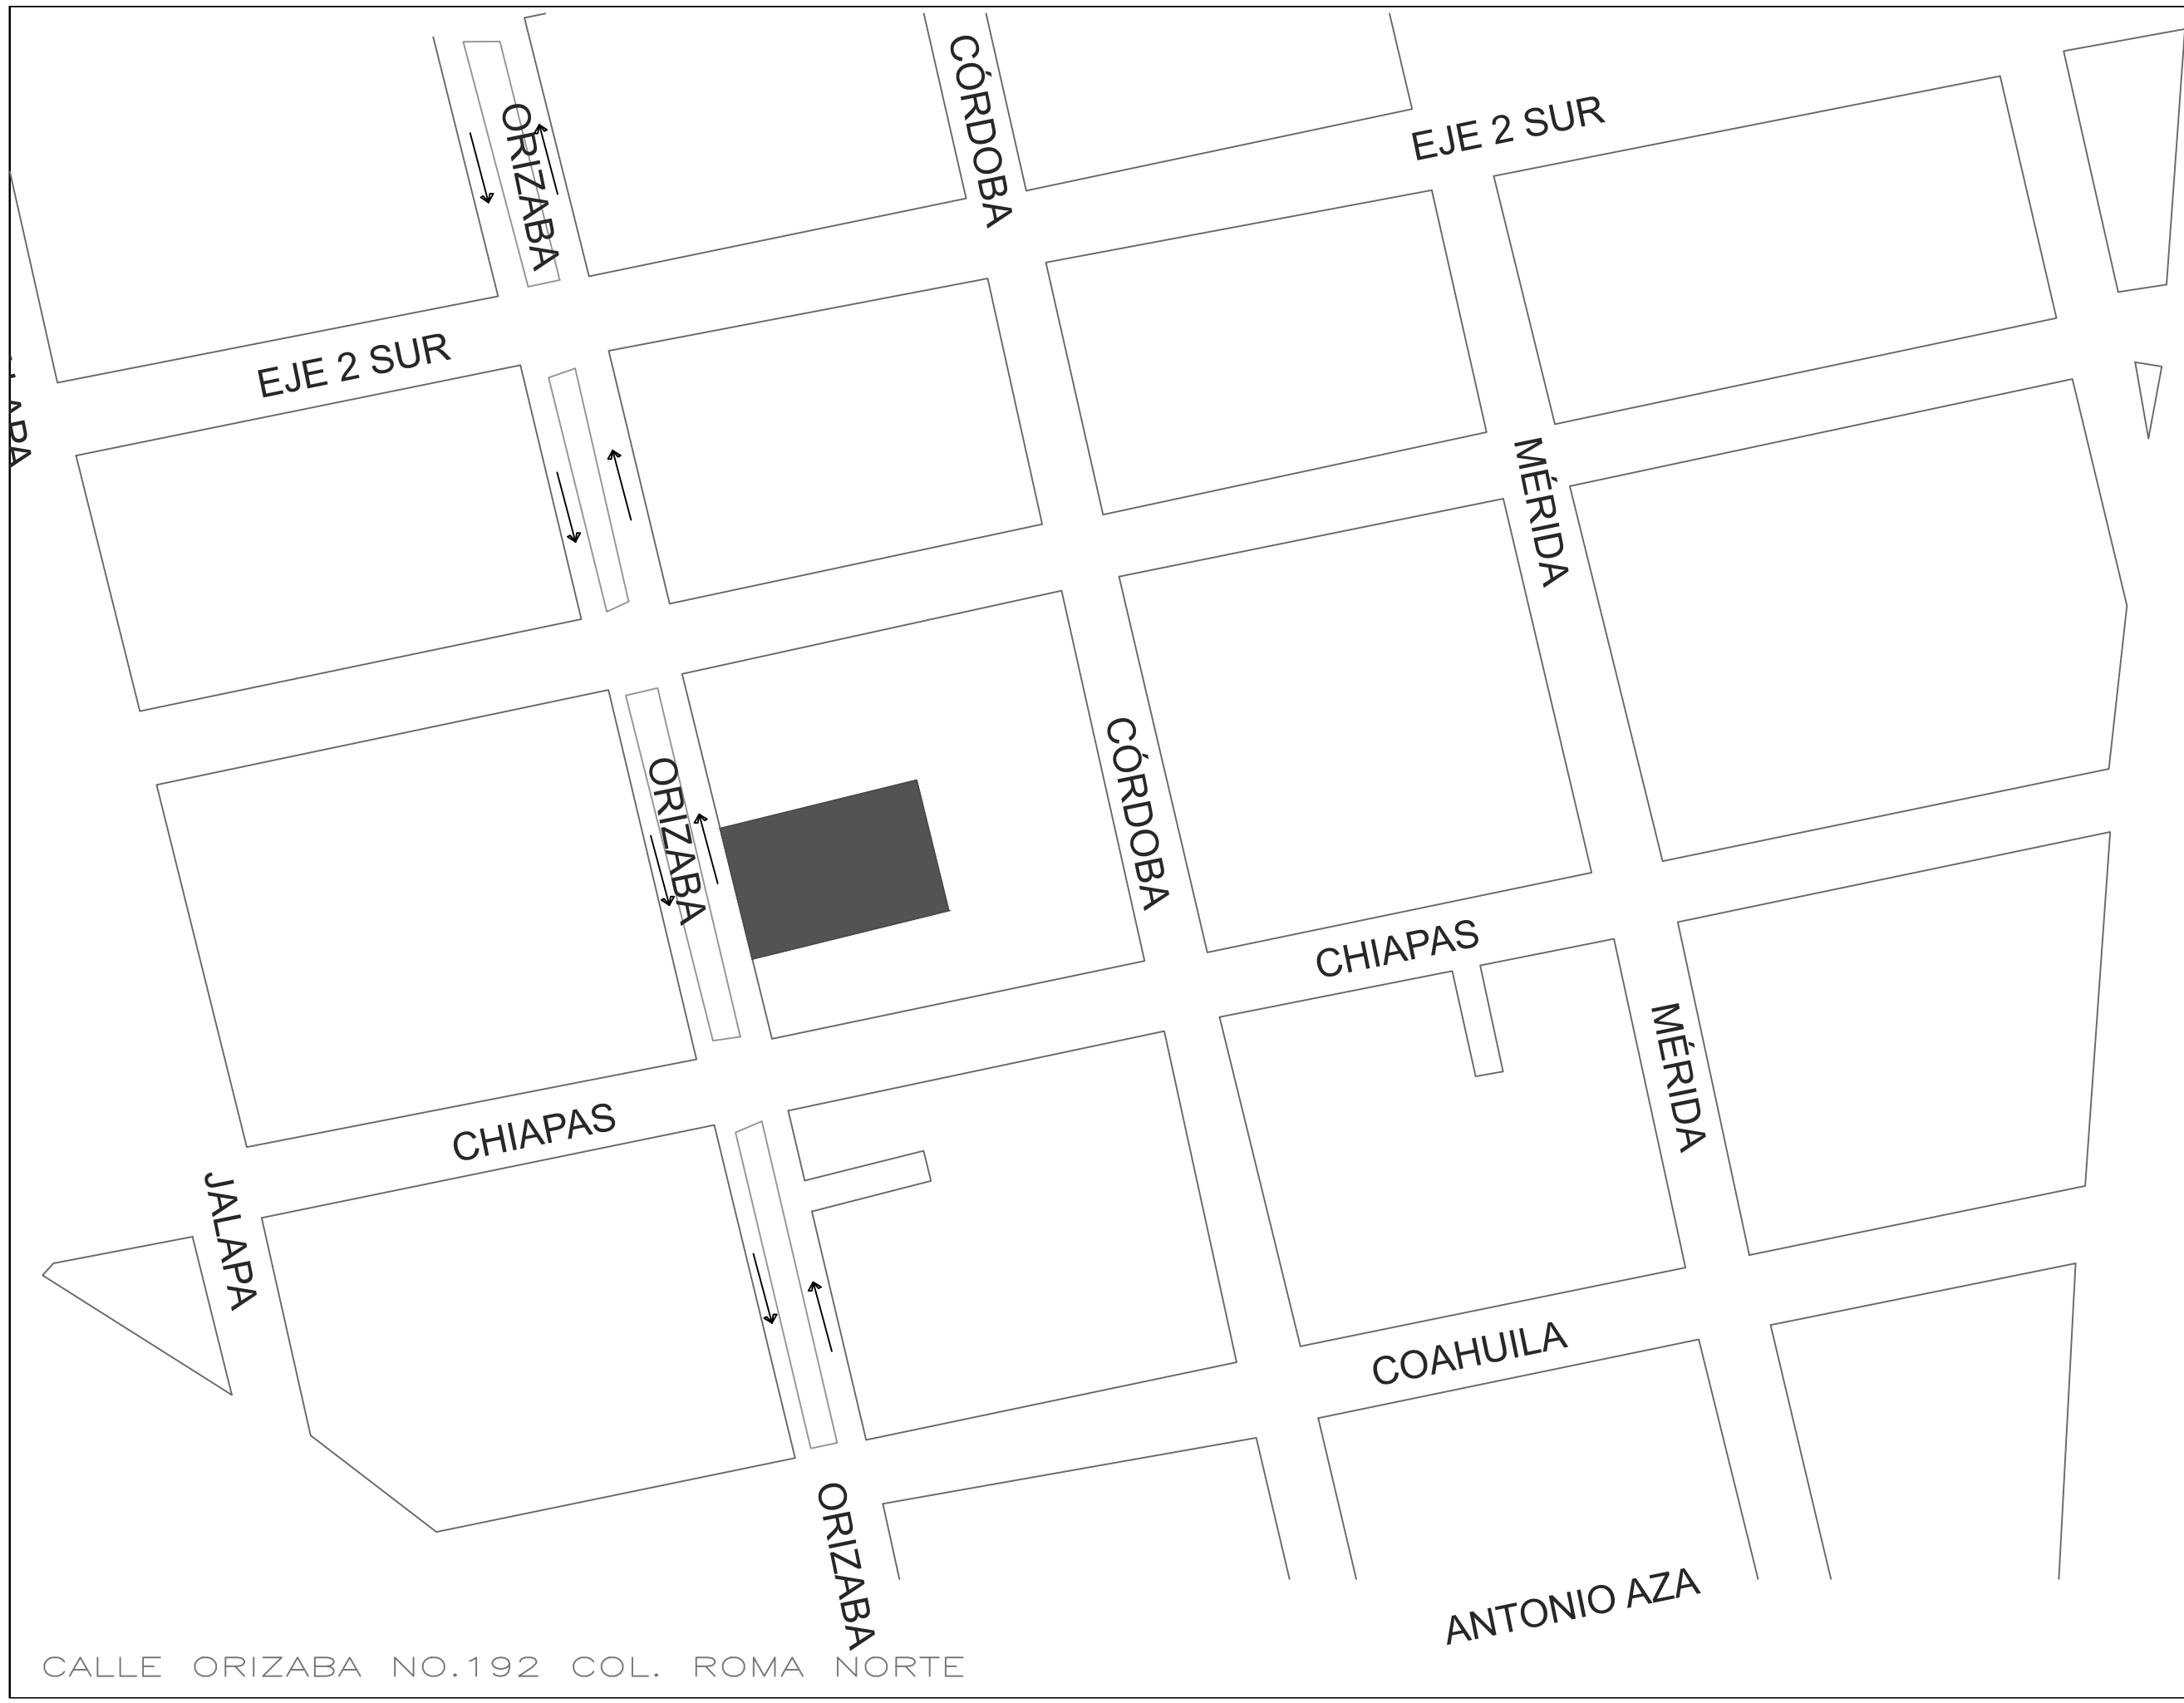 ORIZABA
CÓRDOBA
EJE 2 SUR
EJE 2 SUR
MÉRIDA
ORIZABA
CÓRDOBA
CHIAPAS
MÉRIDA
CHIAPAS
JALAPA
COAHUILA
ORIZABA
ANTONIO AZA
CALLE ORIZABA NO.192 COL. ROMA NORTE